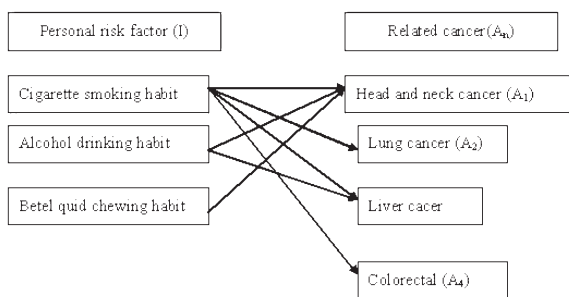 Personal risk factor (I)
Related cancer(Aₙ)
Cigarette smoking habit
Head and neck cancer (A₁)
Alcohol drinking habit
Lung cancer (A₂)
Betel quid chewing habit
Liver cacer
Colorectal (A₄)